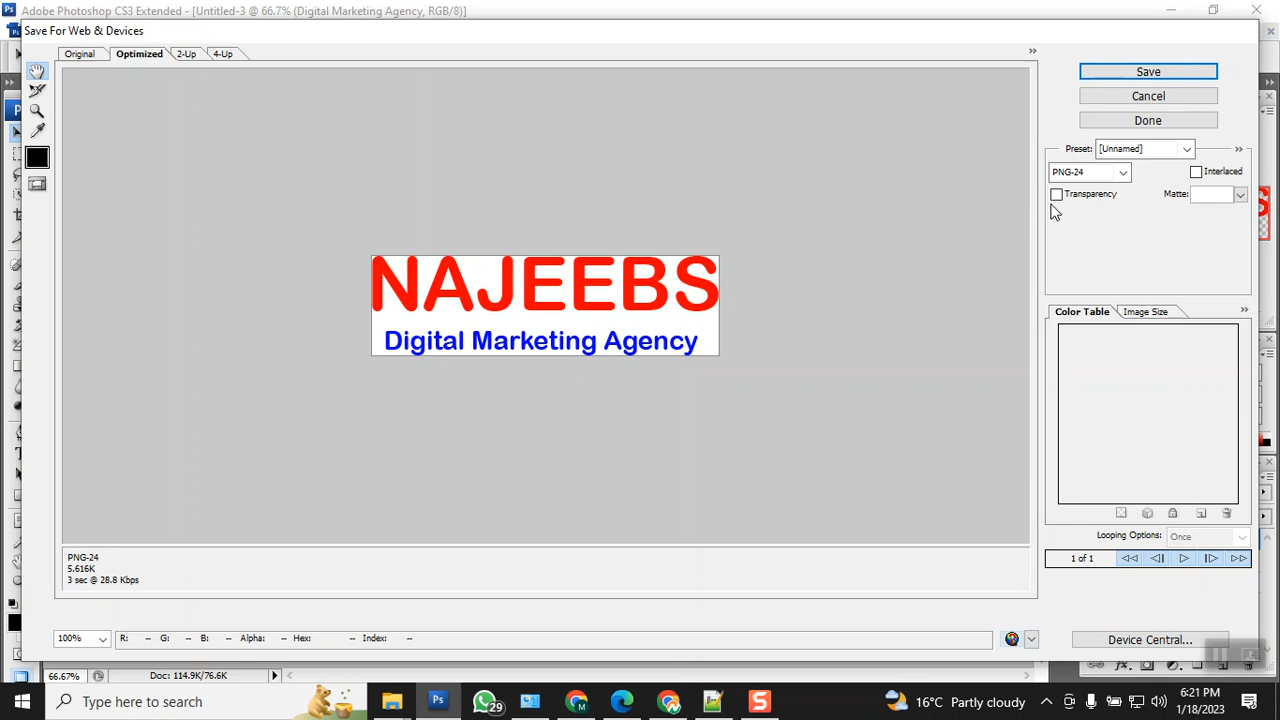 Adobe Photoshop CS3 Extended - [Untitled-3 @ 66.7% (Digital Marketing Agency, RGB/8)]
Save For Web & Devices
Original
Optimized
2-Up
4-Up
Save
Cancel
Done
Preset:
[Unnamed]
PNG-24
Interlaced
Transparency
Matte:
NAJEEBS
Digital Marketing Agency
Color Table
Image Size
Looping Options:
Once
1 of 1
PNG-24
5.616K
3 sec @ 28.8 Kbps
100%
R: --
G: --
B: --
Alpha: --
Hex: --
Index: --
Device Central...
66.67%
Doc: 114.9K/76.6K
Type here to search
29
16°C Partly cloudy
6:21 PM
1/18/2023